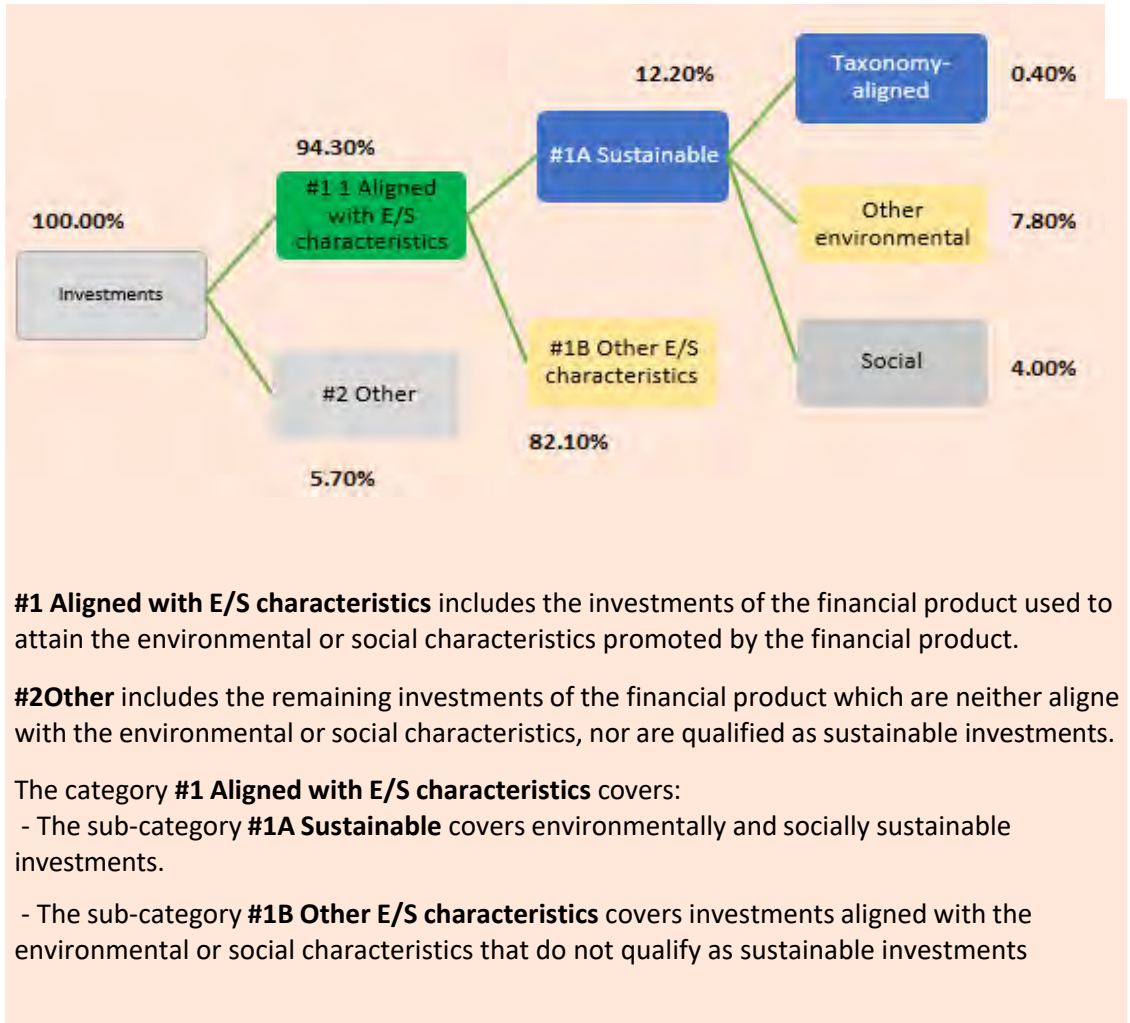 12.20%
Taxonomy-
aligned
0.40%
94.30%
#1A Sustainable
#1 1 Aligned
with E/S
characteristics
100.00%
Other
environmental
7.80%
Investments
#1B Other E/S
characteristics
Social
4.00%
#2 Other
82.10%
5.70%
#1 Aligned with E/S characteristics includes the investments of the financial product used to
attain the environmental or social characteristics promoted by the financial product.
#2Other includes the remaining investments of the financial product which are neither aligne
with the environmental or social characteristics, nor are qualified as sustainable investments.
The category #1 Aligned with E/S characteristics covers:
- The sub-category #1A Sustainable covers environmentally and socially sustainable
investments.
- The sub-category #1B Other E/S characteristics covers investments aligned with the
environmental or social characteristics that do not qualify as sustainable investments